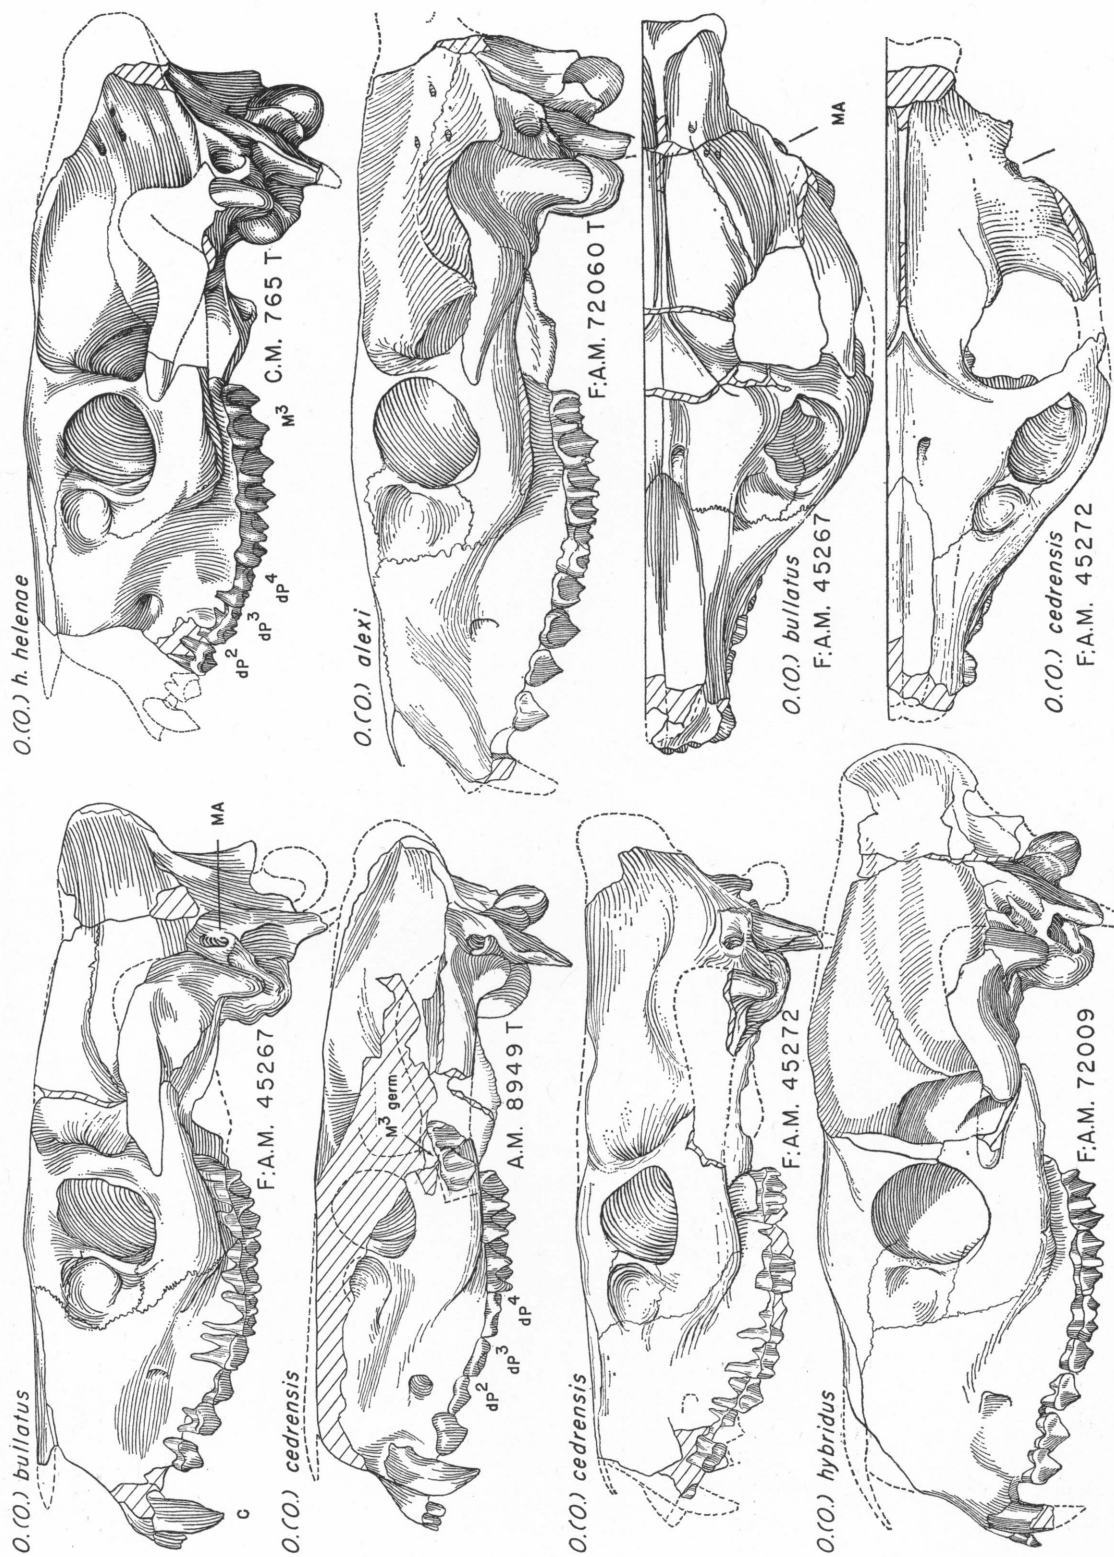 O.(O.) bullatus
C
MA
F:A.M. 45267
O.(O.) cedrensis
M³ germ
dP²
dP³
dP⁴
A.M. 8949 T
O.(O.) cedrensis
F:A.M. 45272
O.(O.) hybridus
F:A.M. 72009
O.(O.) h. helenae
dP²
dP³
dP⁴
M³
C.M. 765 T
O.(O.) alexi
F:A.M. 72060 T
MA
O.(O.) bullatus
F:A.M. 45267
O.(O.) cedrensis
F:A.M. 45272